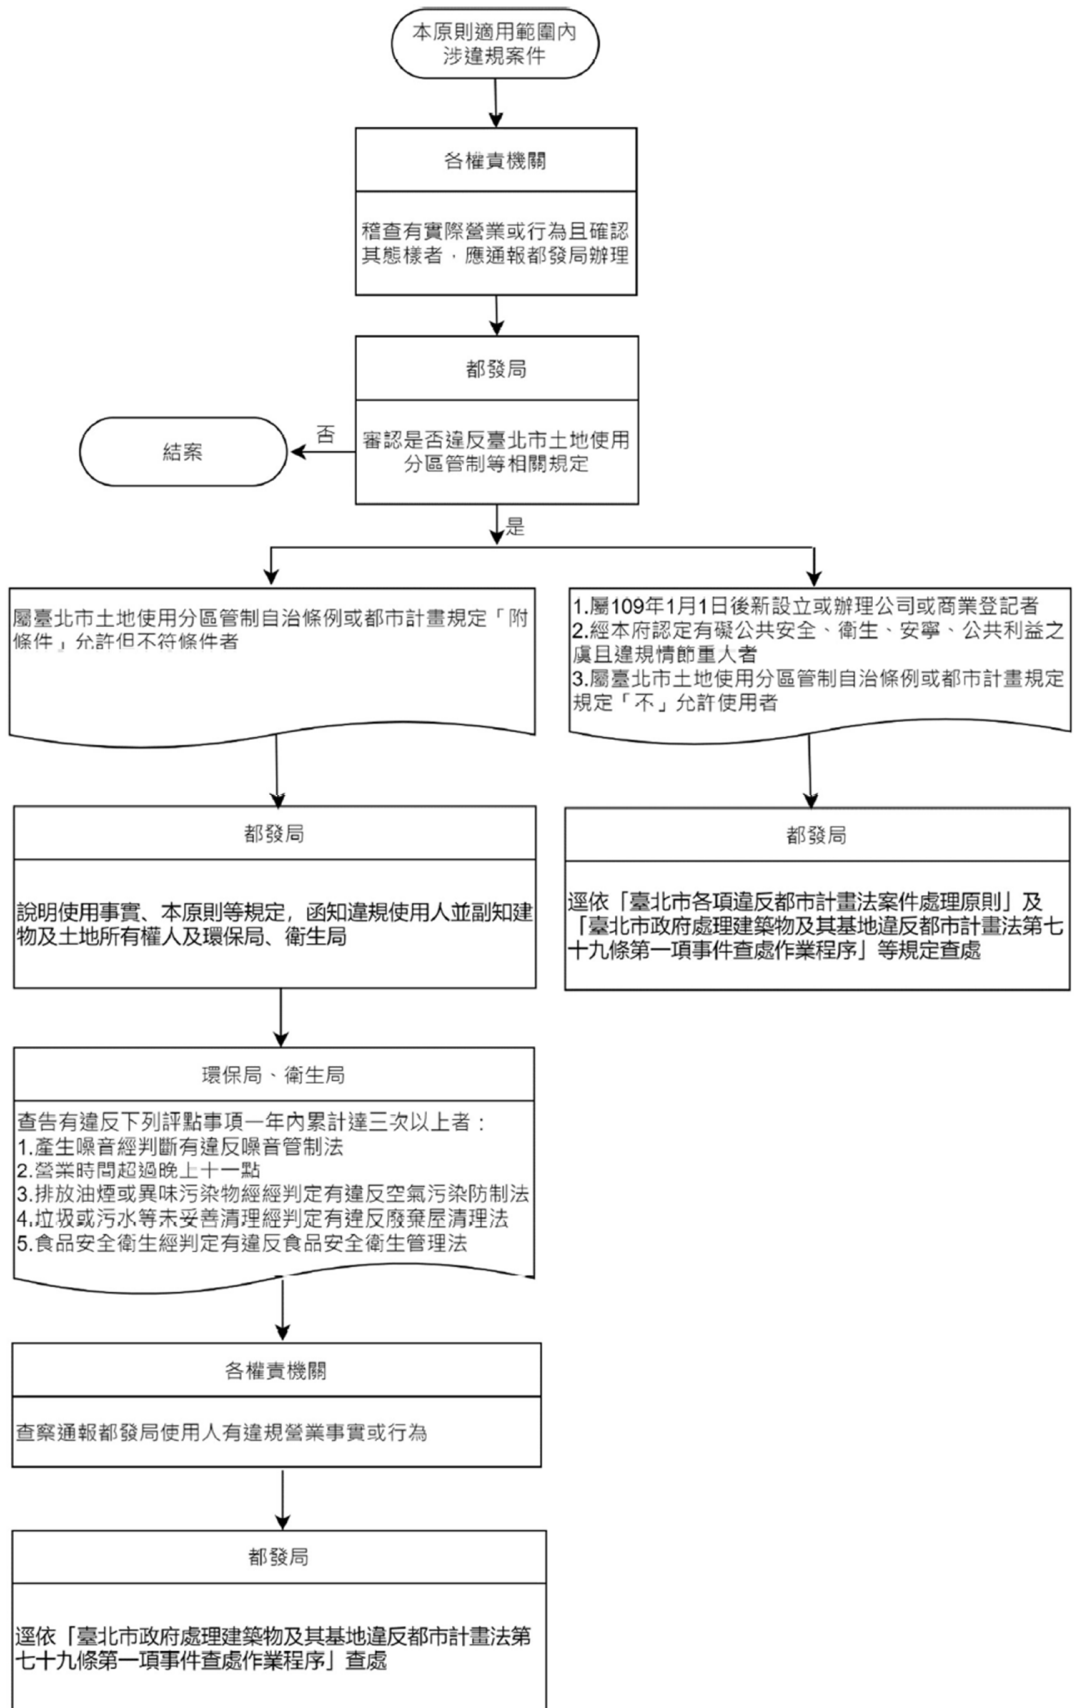 本原則適用範圍內
涉違規案件
各權責機關
稽查有實際營業或行為且確認
其態樣者，應通報都發局辦理
都發局
審認是否違反臺北市土地使用
分區管制等相關規定
否
結案
是
屬臺北市土地使用分區管制自治條例或都市計畫規定「附
條件」允許但不符條件者
1.屬109年1月1日後新設立或辦理公司或商業登記者
2.經本府認定有礙公共安全、衛生、安寧、公共利益之
虞且違規情節重大者
3.屬臺北市土地使用分區管制自治條例或都市計畫規定
規定「不」允許使用者
都發局
說明使用事實、本原則等規定，函知違規使用人並副知建
物及土地所有權人及環保局、衛生局
都發局
逕依「臺北市各項違反都市計畫法案件處理原則」及
「臺北市政府處理建築物及其基地違反都市計畫法第七
十九條第一項事件查處作業程序」等規定查處
環保局、衛生局
查告有違反下列評點事項一年內累計達三次以上者：
1.產生噪音經判斷有違反噪音管制法
2.營業時間超過晚上十一點
3.排放油煙或異味污染物經經判定有違反空氣污染防制法
4.垃圾或污水等未妥善清理經判定有違反廢棄屋清理法
5.食品安全衛生經判定有違反食品安全衛生管理法
各權責機關
查察通報都發局使用人有違規營業事實或行為
都發局
逕依「臺北市政府處理建築物及其基地違反都市計畫法第
七十九條第一項事件查處作業程序」查處